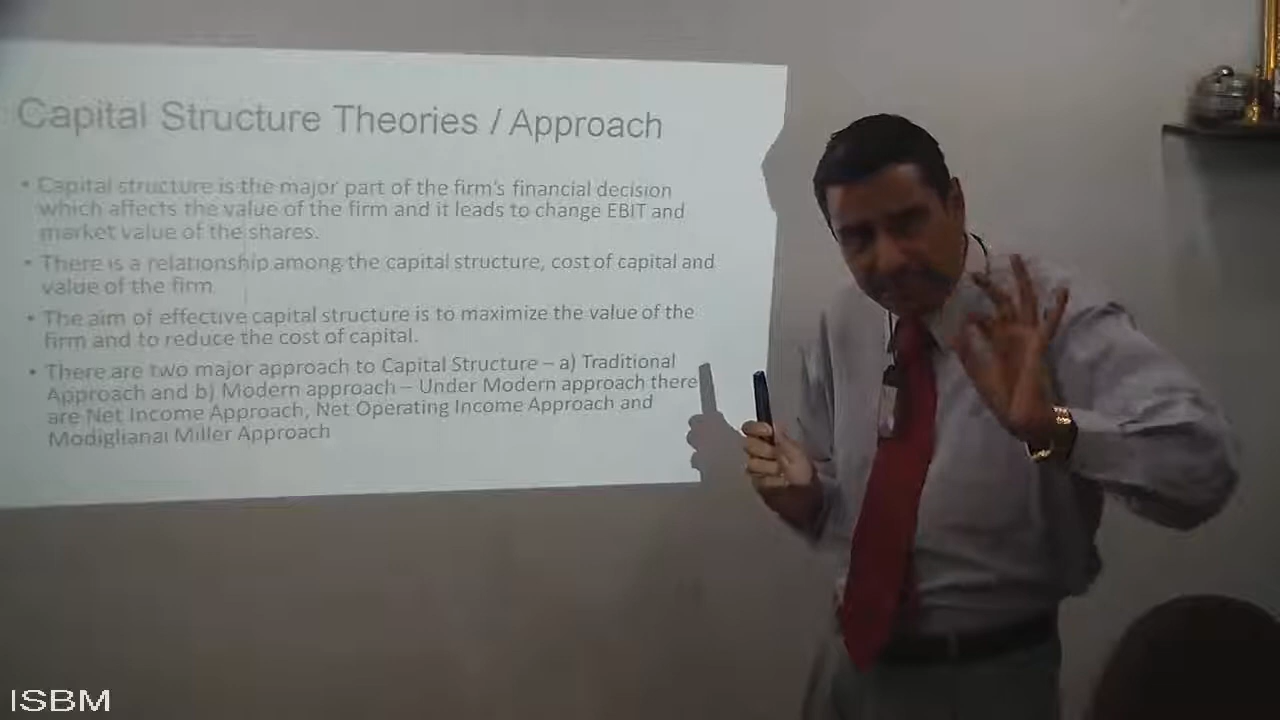 Capital Structure Theories / Approach
• Capital structure is the major part of the firm's financial decision
which affects the value of the firm and it leads to change EBIT and
market value of the shares.
• There is a relationship among the capital structure, cost of capital and
value of the firm
• The aim of effective capital structure is to maximize the value of the
firm and to reduce the cost of capital.
• There are two major approach to Capital Structure – a) Traditional
Approach and b) Modern approach – Under Modern approach there
are Net Income Approach, Net Operating Income Approach and
Modiglianai Miller Approach
ISBM